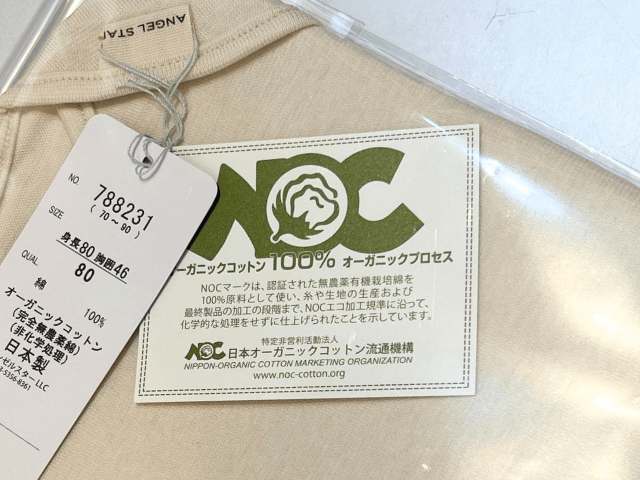 ANGEL STAR
NO.
788231
(70～90)
SIZE
身長80 胸囲46
80
QUAL
綿 100%
オーガニックコットン
(完全無農薬綿)
(非化学処理)
日本製
ゼルスター, LLC
3-5356-8361
NOC
ーガニックコットン 100% オーガニックプロセス
NOCマークは、認証された無農薬有機栽培綿を
100%原料として使い、糸や生地の生産および
最終製品の加工の段階まで、NOCエコ加工規準に沿って、
化学的な処理をせずに仕上げられたことを示しています。
特定非営利活動法人
NOC 日本オーガニックコットン流通機構
NIPPON-ORGANIC COTTON MARKETING ORGANIZATION
www.noc-cotton.org